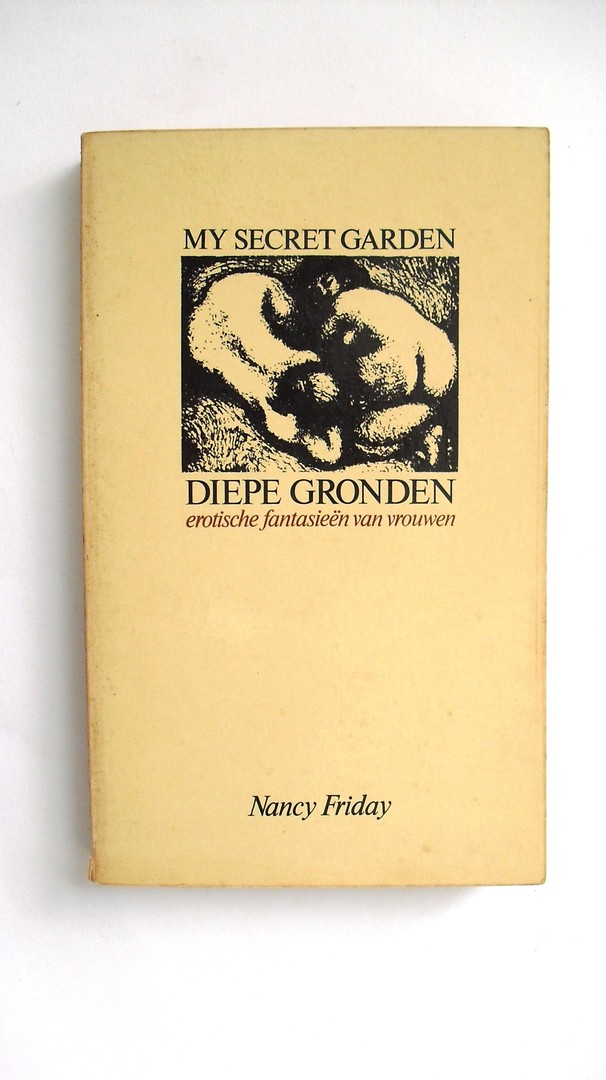 MY SECRET GARDEN
DIEPE GRONDEN
erotische fantasieën van vrouwen
Nancy Friday